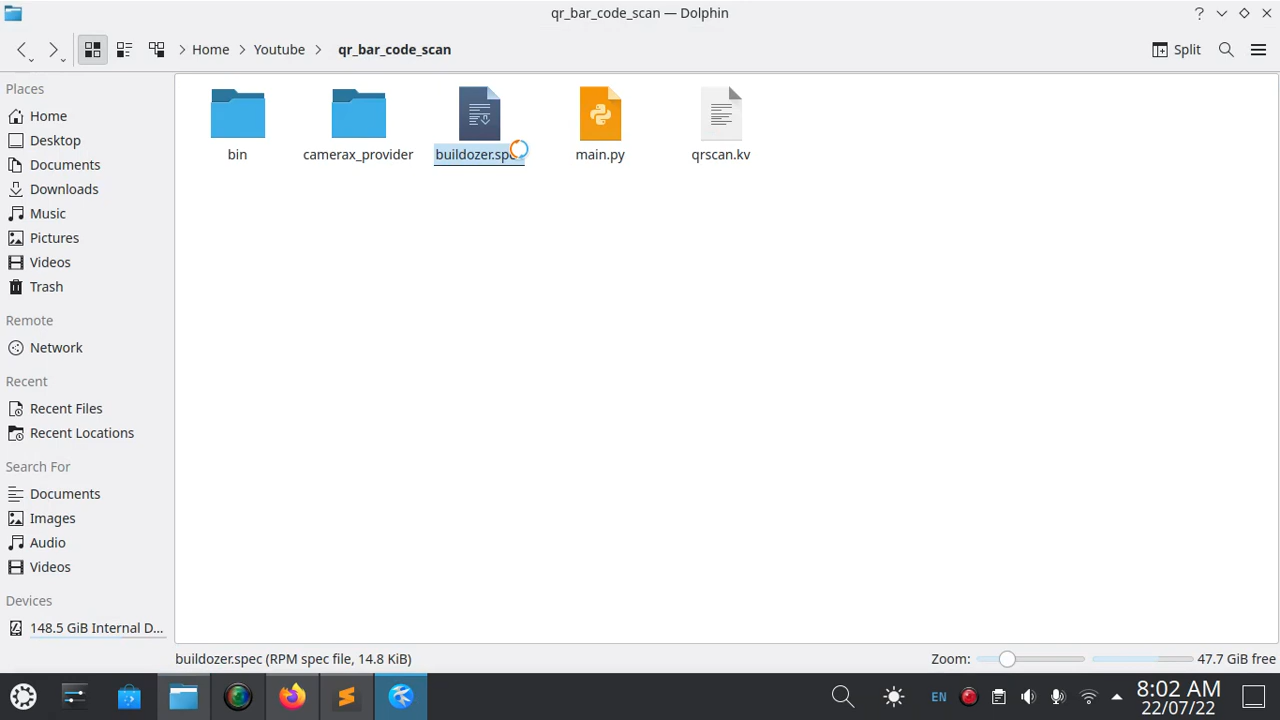 qr_bar_code_scan — Dolphin
Home
Youtube
qr_bar_code_scan
Split
Places
Home
Desktop
Documents
Downloads
Music
Pictures
Videos
Trash
Remote
Network
Recent
Recent Files
Recent Locations
Search For
Documents
Images
Audio
Videos
Devices
148.5 GiB Internal D...
bin
camerax_provider
buildozer.spec
main.py
qrscan.kv
buildozer.spec (RPM spec file, 14.8 KiB)
Zoom:
47.7 GiB free
EN
8:02 AM
22/07/22